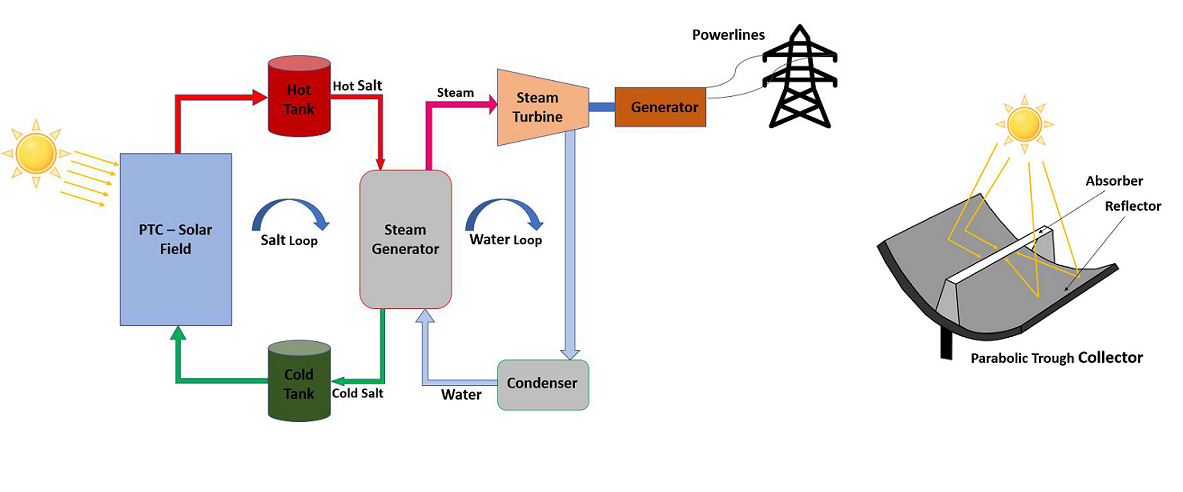 Powerlines
Hot
Tank
Hot Salt
Steam
Steam
Turbine
Generator
PTC – Solar
Field
Salt Loop
Steam
Generator
Water Loop
Cold
Tank
Cold Salt
Water
Condenser
Absorber
Reflector
Parabolic Trough Collector